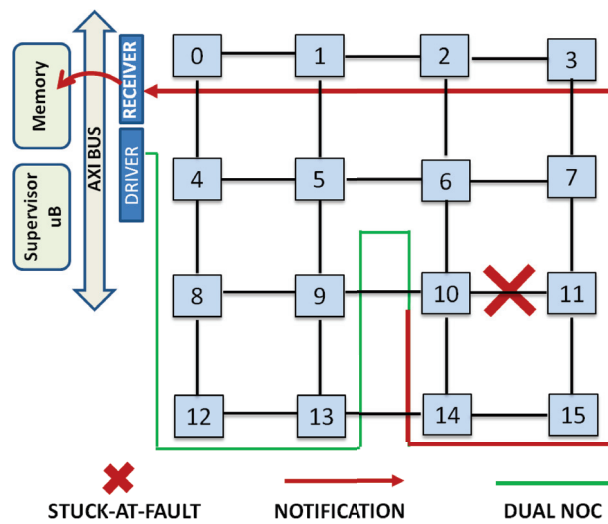 Memory
Supervisor
uB
AXI BUS
RECEIVER
DRIVER
0
1
2
3
4
5
6
7
8
9
10
11
12
13
14
15
STUCK-AT-FAULT
NOTIFICATION
DUAL NOC